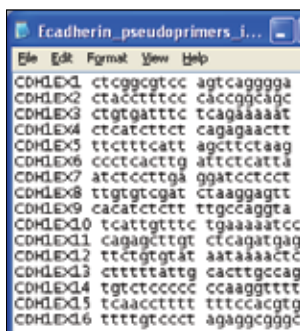 Ecadherin_pseudoprimers_i...
File Edit Format View Help
CDH1EX1 ctcggcgtcc agtcagggga
CDH1EX2 ctacctttcc caccggcagc
CDH1EX3 ctgtgatttc tcagaaaaat
CDH1EX4 ctcatcttct cagagaactt
CDH1EX5 ttctttcatt agcttctaag
CDH1EX6 ccctcacttg attctcatta
CDH1EX7 atctccttga ggatcctcct
CDH1EX8 ttgtgtcgat ctaaggagtt
CDH1EX9 cacatctctt ttgccaggta
CDH1EX10 tcattgtttc tgaaaaatcc
CDH1EX11 cagagcttgt ctcagatgag
CDH1EX12 ttctgtgtat aataaaactc
CDH1EX13 cttttttattg cacttgccag
CDH1EX14 tgtctccccc ccaaggtttt
CDH1EX15 tcaacctttt tttccacgtg
CDH1EX16 ttttgtccct agaggcgggc